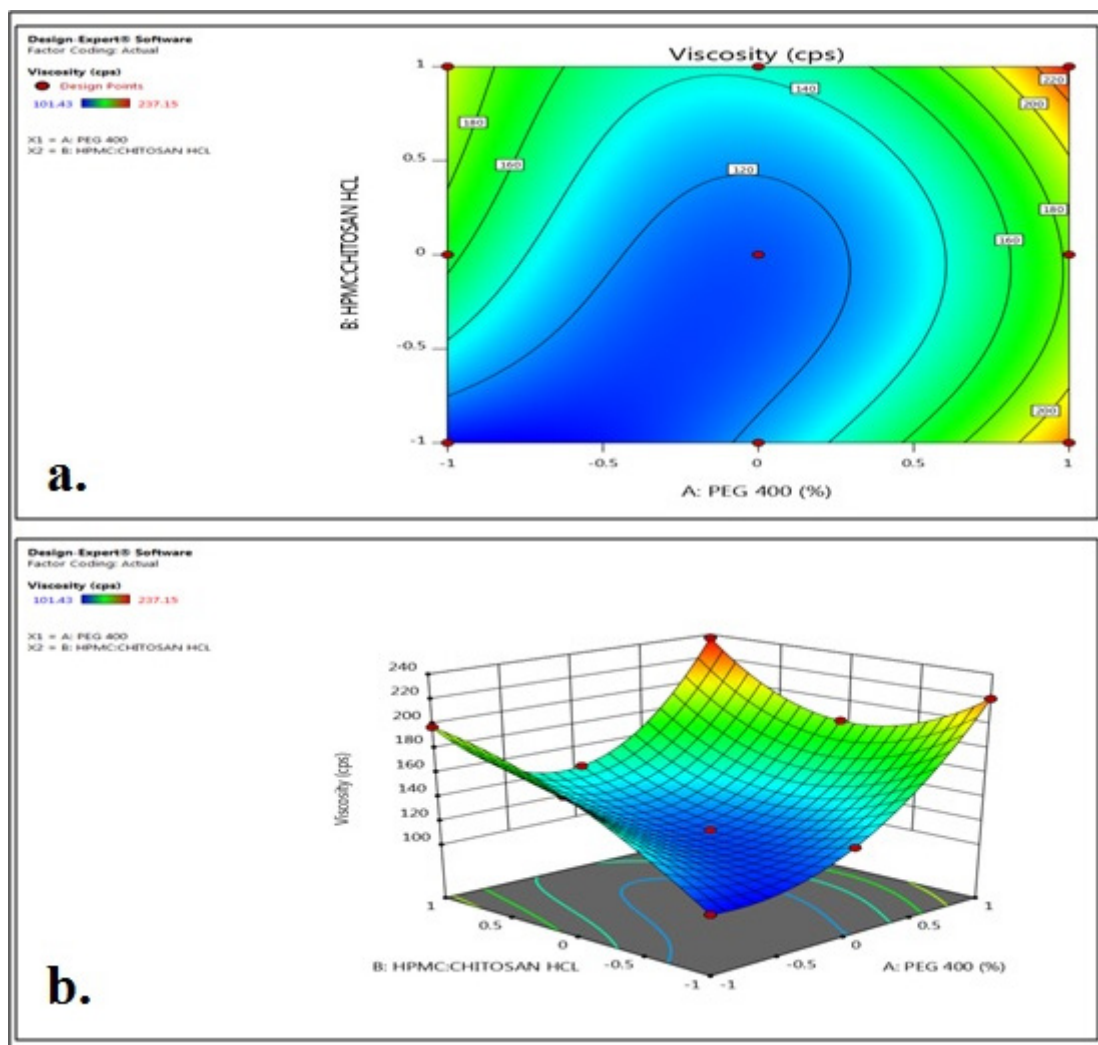 Design-Expert® Software
Factor Coding: Actual
Viscosity (cps)
Design Points
101.43 237.15
X1 = A: PEG 400
X2 = B: HPMC:CHITOSAN HCL
Viscosity (cps)
1
0.5
0
-0.5
-1
B: HPMC:CHITOSAN HCL
180
160
140
120
220
200
180
160
200
-1 -0.5 0 0.5 1
A: PEG 400 (%)
a.
Design-Expert® Software
Factor Coding: Actual
Viscosity (cps)
101.43 237.15
X1 = A: PEG 400
X2 = B: HPMC:CHITOSAN HCL
240
220
200
180
160
140
120
100
Viscosity (cps)
1
0.5
0
-0.5
-1
B: HPMC:CHITOSAN HCL
-1
-0.5
0
0.5
1
A: PEG 400 (%)
b.